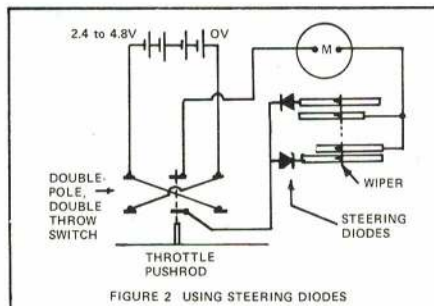 2.4 to 4.8V
0V
M
DOUBLE-
POLE,
DOUBLE
THROW
SWITCH
WIPER
STEERING
DIODES
THROTTLE
PUSHROD
FIGURE 2 USING STEERING DIODES